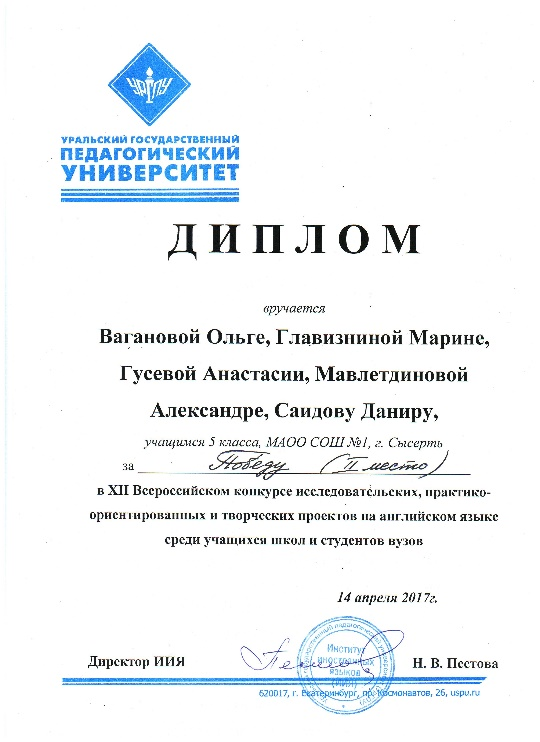 УРГПУ
УРАЛЬСКИЙ ГОСУДАРСТВЕННЫЙ
ПЕДАГОГИЧЕСКИЙ
УНИВЕРСИТЕТ
ДИПЛОМ
вручается
Вагановой Ольге, Главизниной Марине,
Гусевой Анастасии, Мавлетдиновой
Александре, Саидову Даниру,
учащимся 5 класса, МАОО СОШ №1, г. Сысерть
за Победу (II место)
в XII Всероссийском конкурсе исследовательских, практико-
ориентированных и творческих проектов на английском языке
среди учащихся школ и студентов вузов
14 апреля 2017г.
Институт
иностранных
языков
(ИИЯ)
Директор ИИЯ Н. В. Пестова
620017, г. Екатеринбург, пр. Космонавтов, 26, uspu.ru